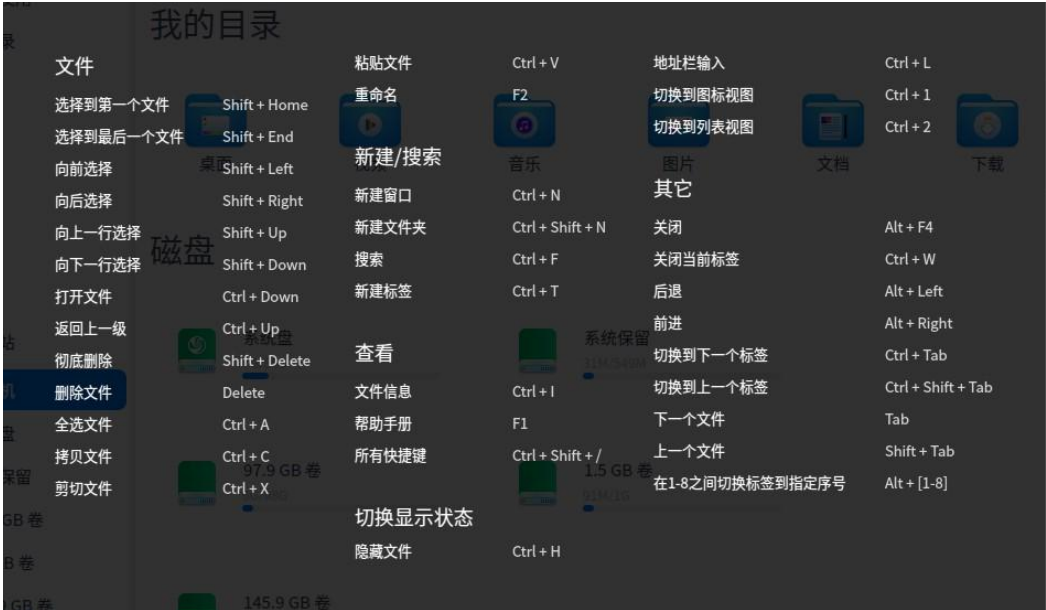 我的目录
文件
选择到第一个文件 Shift + Home
选择到最后一个文件 Shift + End
向前选择 Shift + Left
向后选择 Shift + Right
向上一行选择 Shift + Up
向下一行选择 Shift + Down
打开文件 Ctrl + Down
返回上一级 Ctrl + Up
彻底删除 Shift + Delete
删除文件 Delete
全选文件 Ctrl + A
拷贝文件 Ctrl + C
剪切文件 Ctrl + X
粘贴文件 Ctrl + V
重命名 F2
新建/搜索
新建窗口 Ctrl + N
新建文件夹 Ctrl + Shift + N
搜索 Ctrl + F
新建标签 Ctrl + T
查看
文件信息 Ctrl + I
帮助手册 F1
所有快捷键 Ctrl + Shift + /
切换显示状态
隐藏文件 Ctrl + H
地址栏输入 Ctrl + L
切换到图标视图 Ctrl + 1
切换到列表视图 Ctrl + 2
其它
关闭 Alt + F4
关闭当前标签 Ctrl + W
后退 Alt + Left
前进 Alt + Right
切换到下一个标签 Ctrl + Tab
切换到上一个标签 Ctrl + Shift + Tab
下一个文件 Tab
上一个文件 Shift + Tab
在1-8之间切换标签到指定序号 Alt + [1-8]
桌面
视频
音乐
图片
文档
下载
磁盘
系统盘
系统保留
31M/549M
97.9 GB 卷
1.5 GB 卷
91M/1G
145.9 GB 卷
保留
GB 卷
B 卷
GB 卷